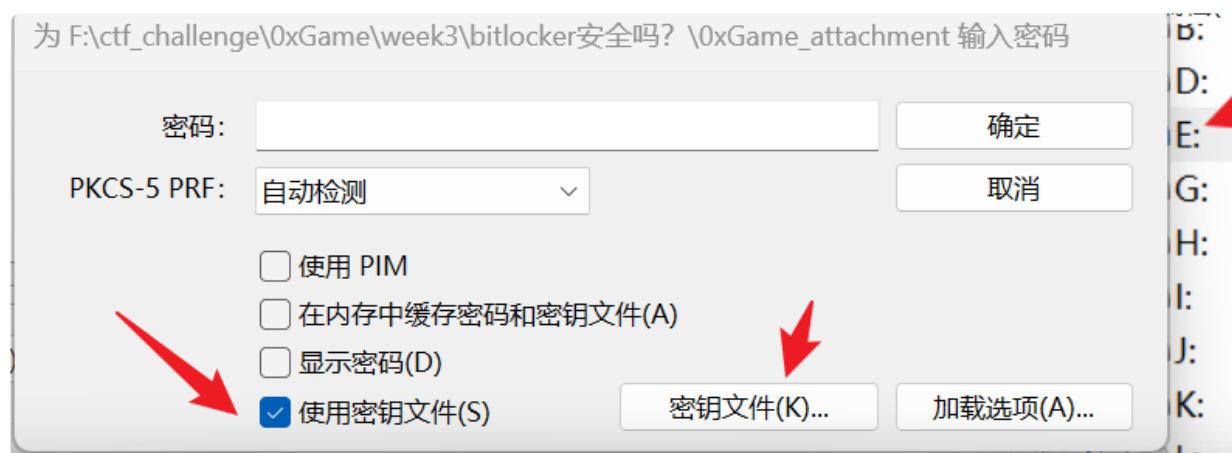 为 F:\ctf_challenge\0xGame\week3\bitlocker安全吗？\0xGame_attachment 输入密码
B:
D:
密码：
确定
E:
PKCS-5 PRF：
自动检测
取消
G:
H:
使用 PIM
I:
在内存中缓存密码和密钥文件(A)
J:
显示密码(D)
使用密钥文件(S)
密钥文件(K)...
加载选项(A)...
K: